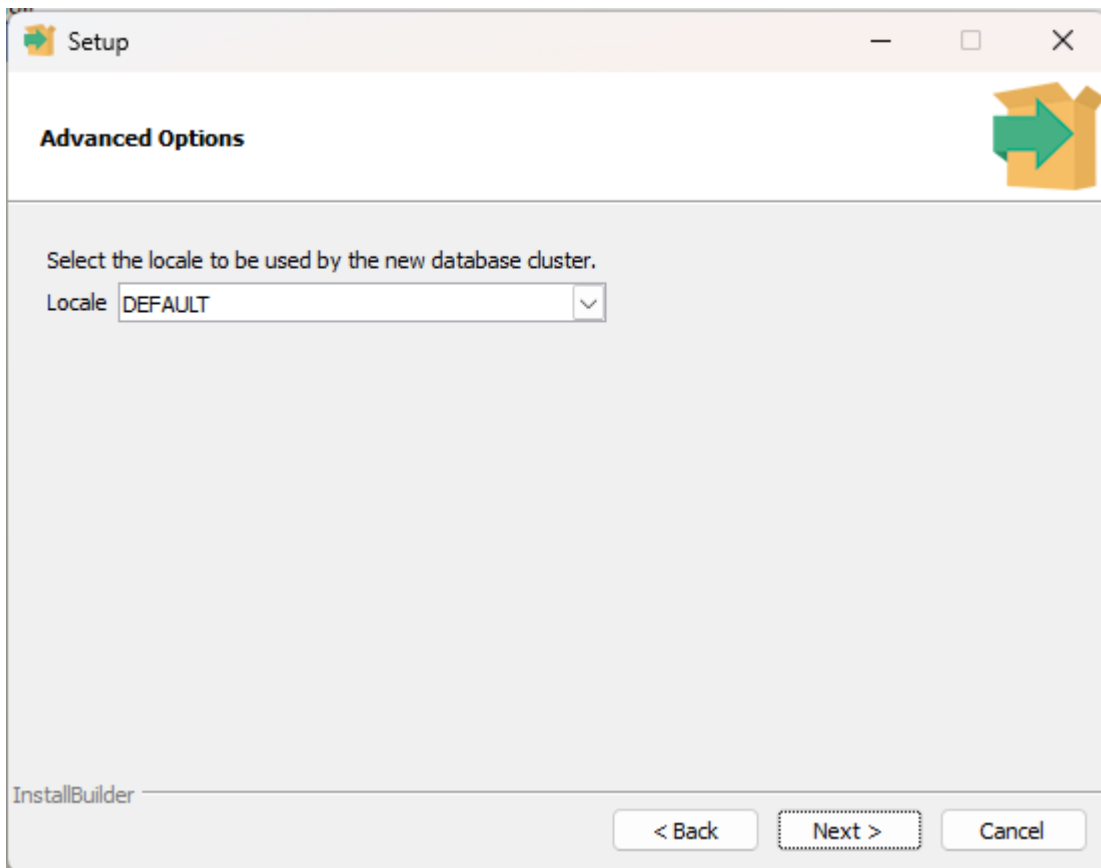 Setup
Advanced Options
Select the locale to be used by the new database cluster.
Locale DEFAULT
InstallBuilder
< Back Next > Cancel